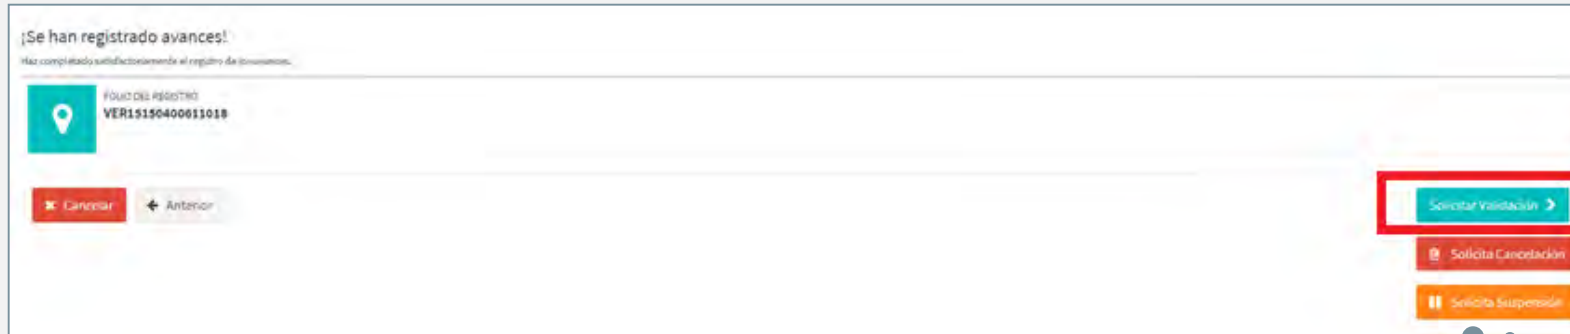 ¡Se han registrado avances!
Haz completado satisfactoriamente el registro de
FOLIO DEL REGISTRO
VER15150400611018
Cancelar
Anterior
Solicitar Validación
Solicita Cancelación
Solicita Suspensión